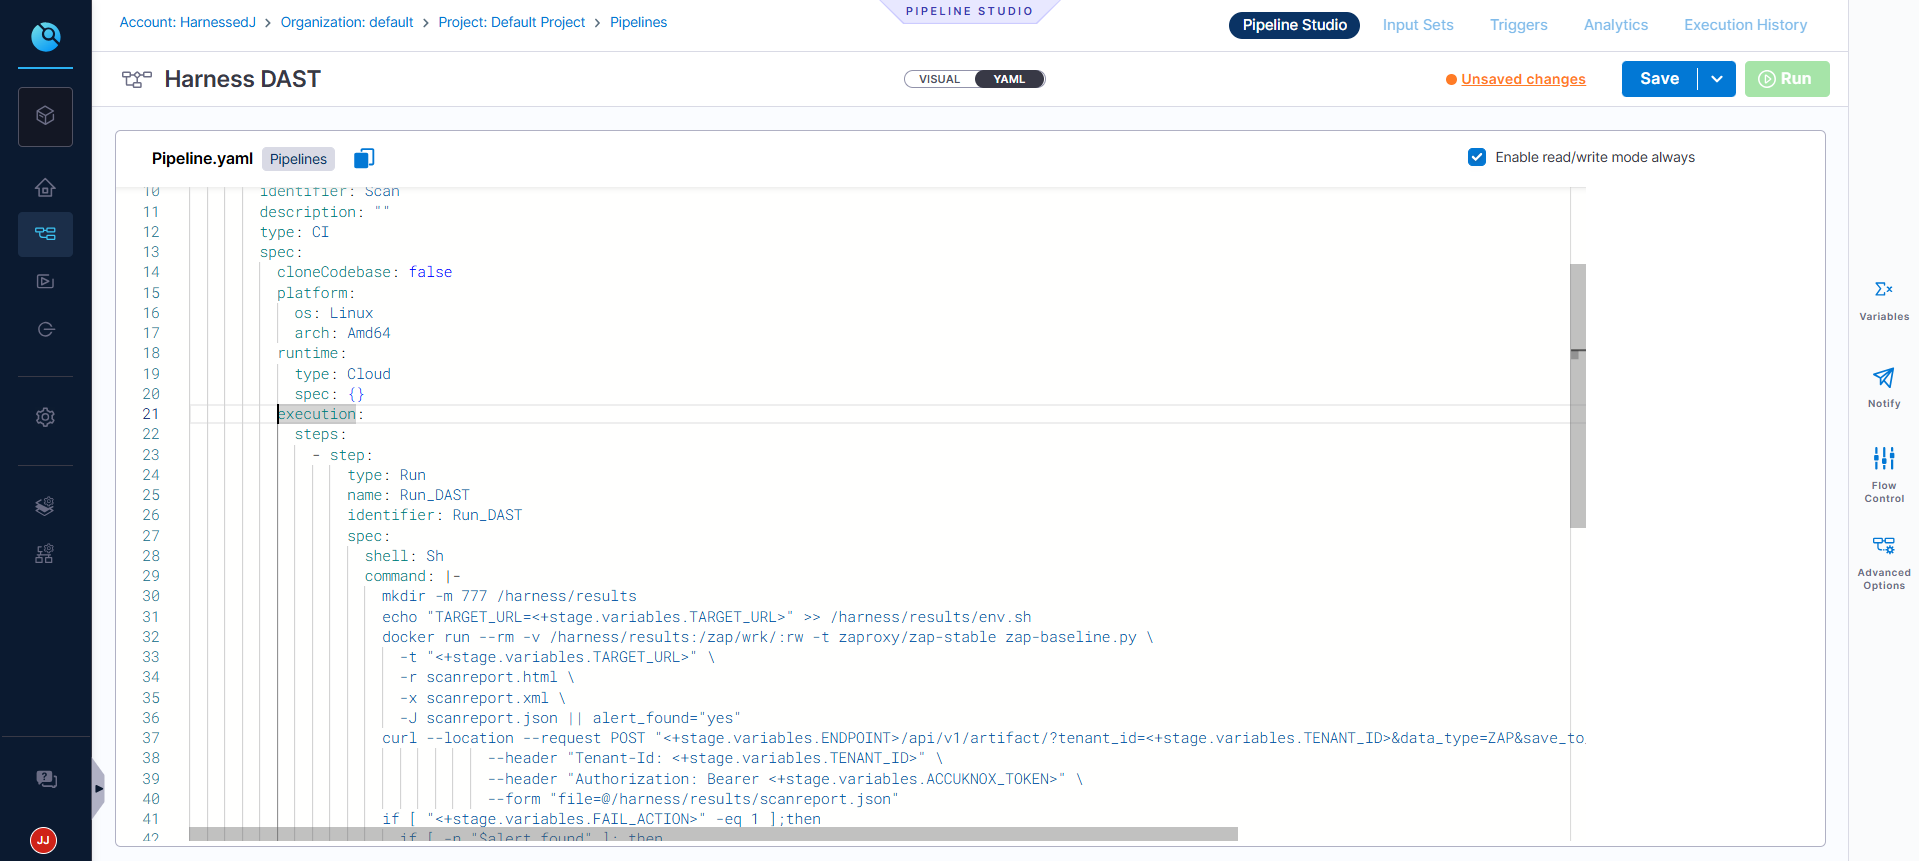 PIPELINE STUDIO
Account: HarnessedJ > Organization: default > Project: Default Project > Pipelines
Pipeline Studio Input Sets Triggers Analytics Execution History
Harness DAST
VISUAL YAML
Unsaved changes
Save
Run
Pipeline.yaml Pipelines
Enable read/write mode always
10 identifier: Scan
11 description: ""
12 type: CI
13 spec:
14 cloneCodebase: false
15 platform:
16 os: Linux
17 arch: Amd64
18 runtime:
19 type: Cloud
20 spec: {}
21 execution:
22 steps:
23 - step:
24 type: Run
25 name: Run_DAST
26 identifier: Run_DAST
27 spec:
28 shell: Sh
29 command: |-
30 mkdir -m 777 /harness/results
31 echo "TARGET_URL=<+stage.variables.TARGET_URL>" >> /harness/results/env.sh
32 docker run --rm -v /harness/results:/zap/wrk/:rw -t zaproxy/zap-stable zap-baseline.py \
33 -t "<+stage.variables.TARGET_URL>" \
34 -r scanreport.html \
35 -x scanreport.xml \
36 -J scanreport.json || alert_found="yes"
37 curl --location --request POST "<+stage.variables.ENDPOINT>/api/v1/artifact/?tenant_id=<+stage.variables.TENANT_ID>&data_type=ZAP&save_to
38 --header "Tenant-Id: <+stage.variables.TENANT_ID>" \
39 --header "Authorization: Bearer <+stage.variables.ACCUKNOX_TOKEN>" \
40 --form "file=@/harness/results/scanreport.json"
41 if [ "<+stage.variables.FAIL_ACTION>" -eq 1 ];then
42 if [ -n "$alert_found" ]; then
Variables
Notify
Flow
Control
Advanced
Options
JJ